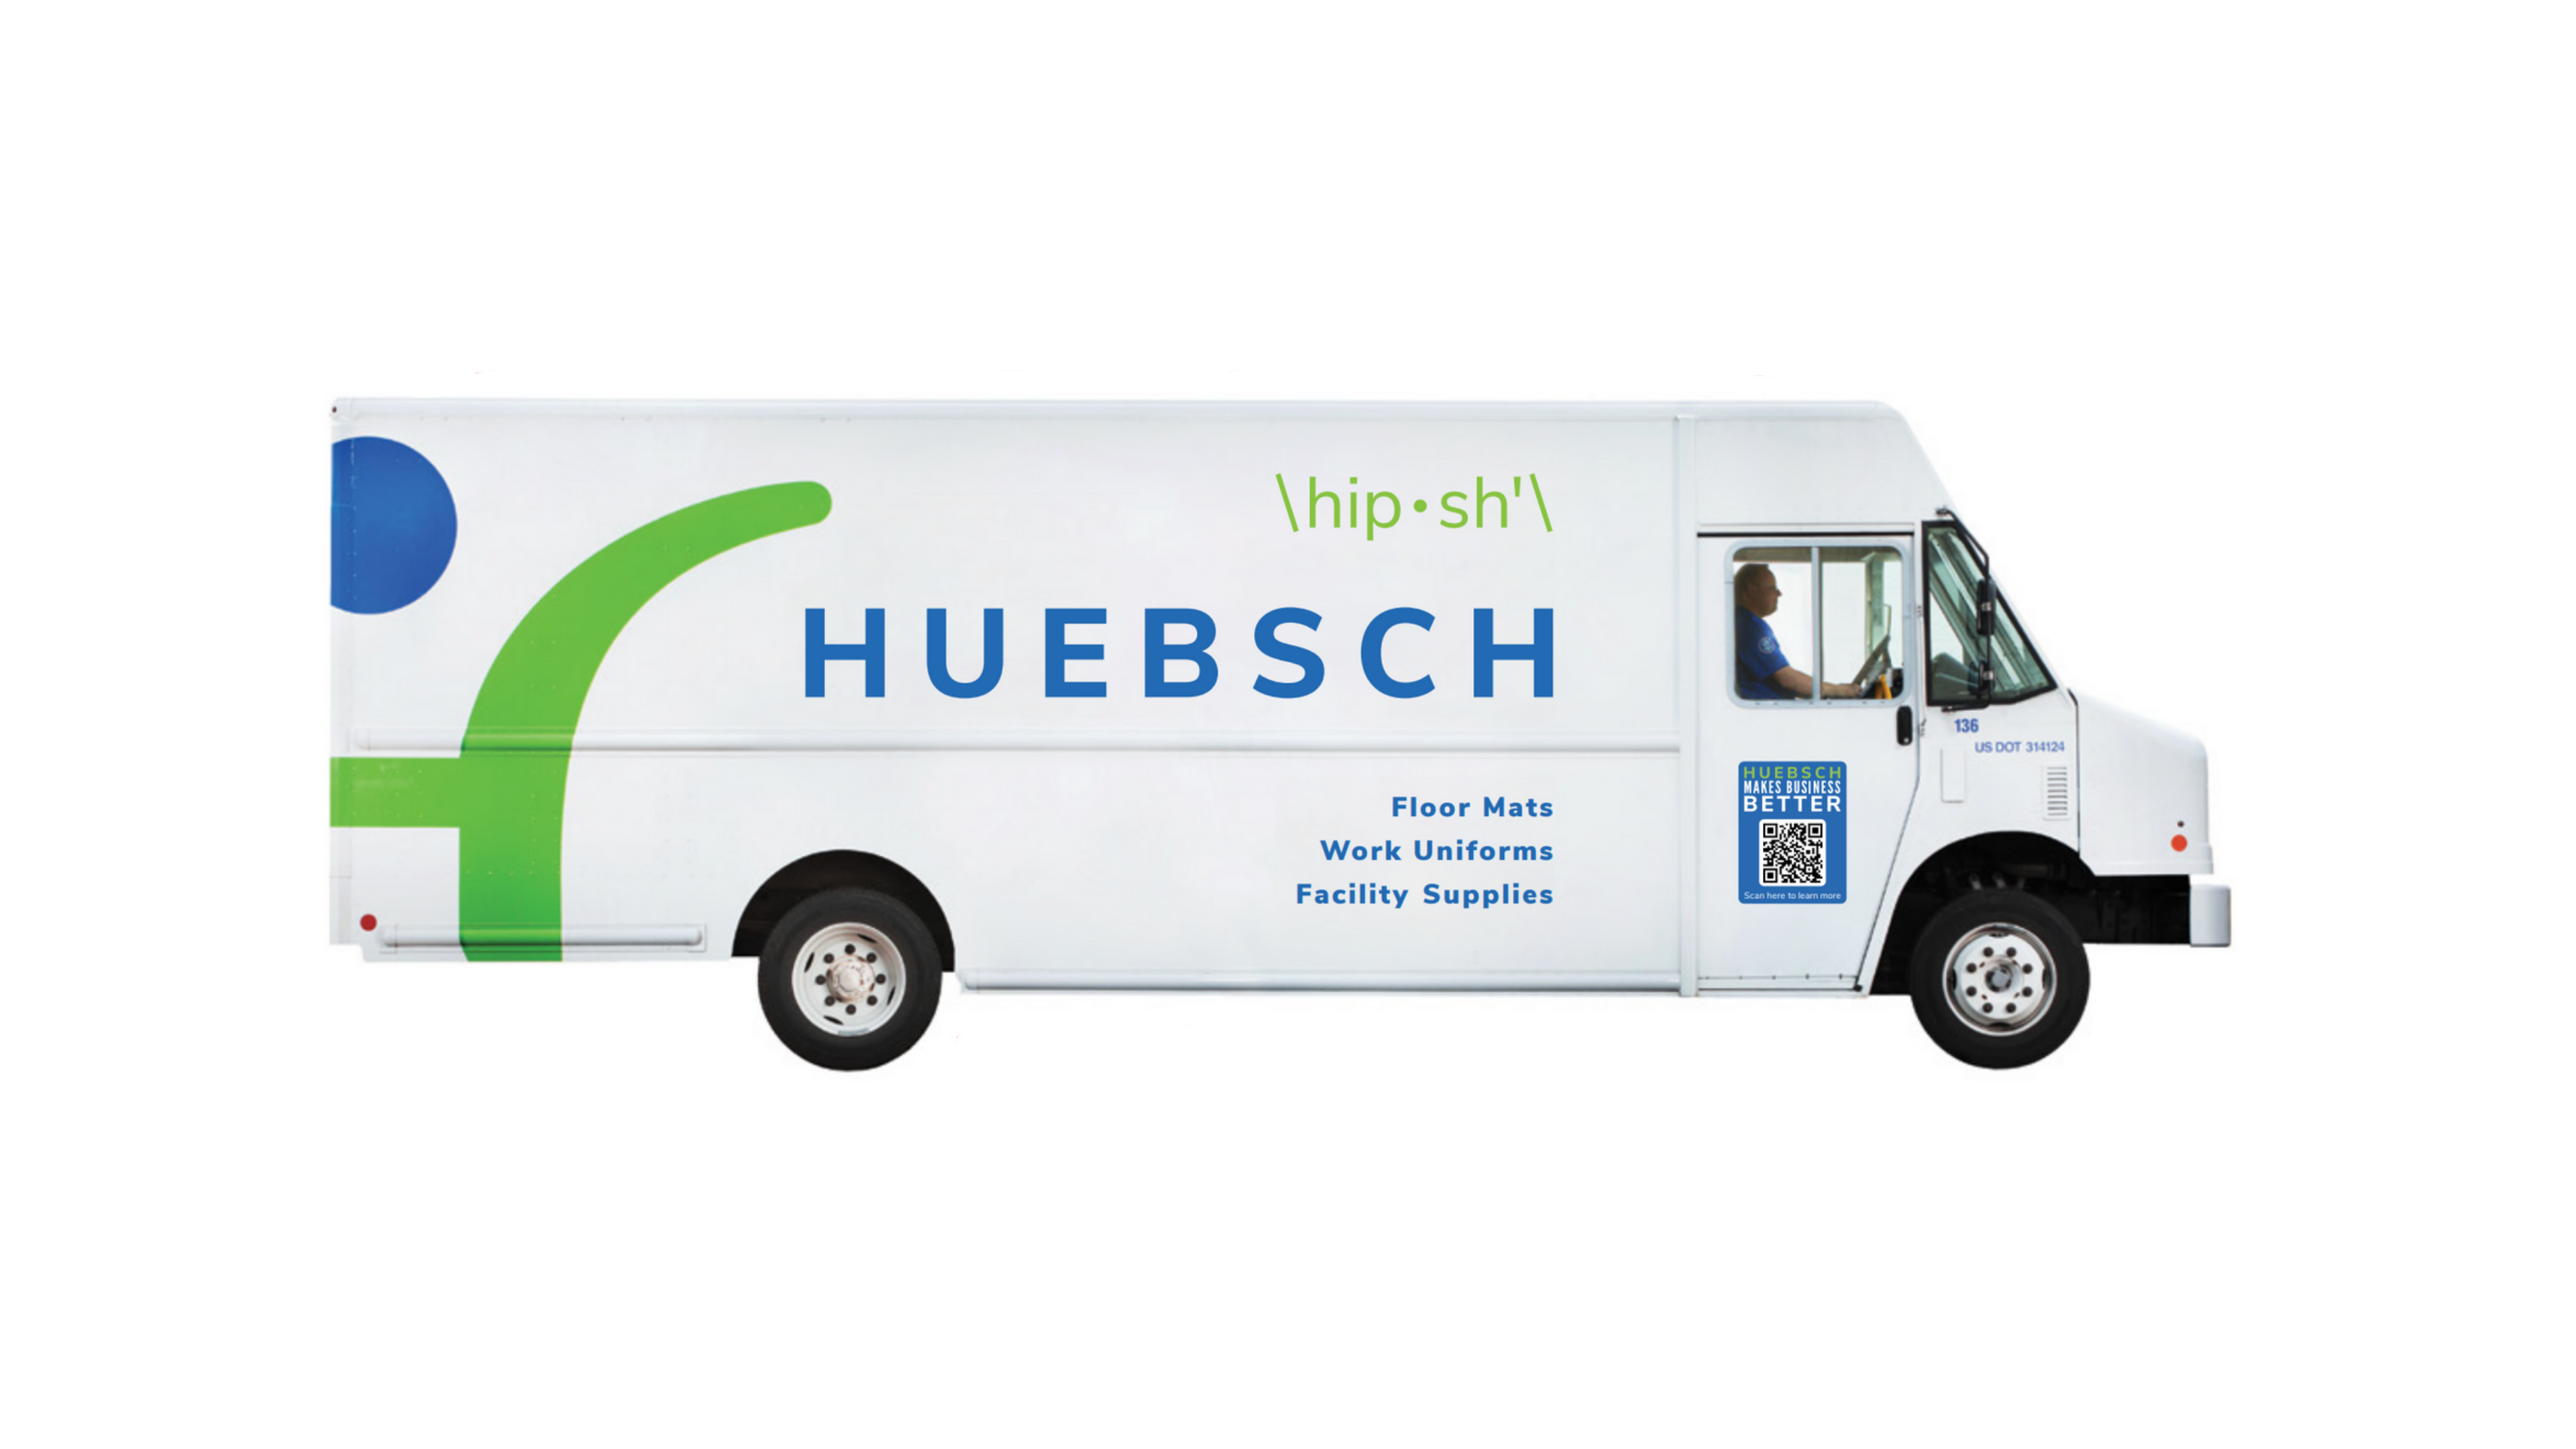 \hip•sh'\
HUEBSCH
Floor Mats
Work Uniforms
Facility Supplies
136
US DOT 314124
HUEBSCH
MAKES BUSINESS
BETTER
Scan here to learn more